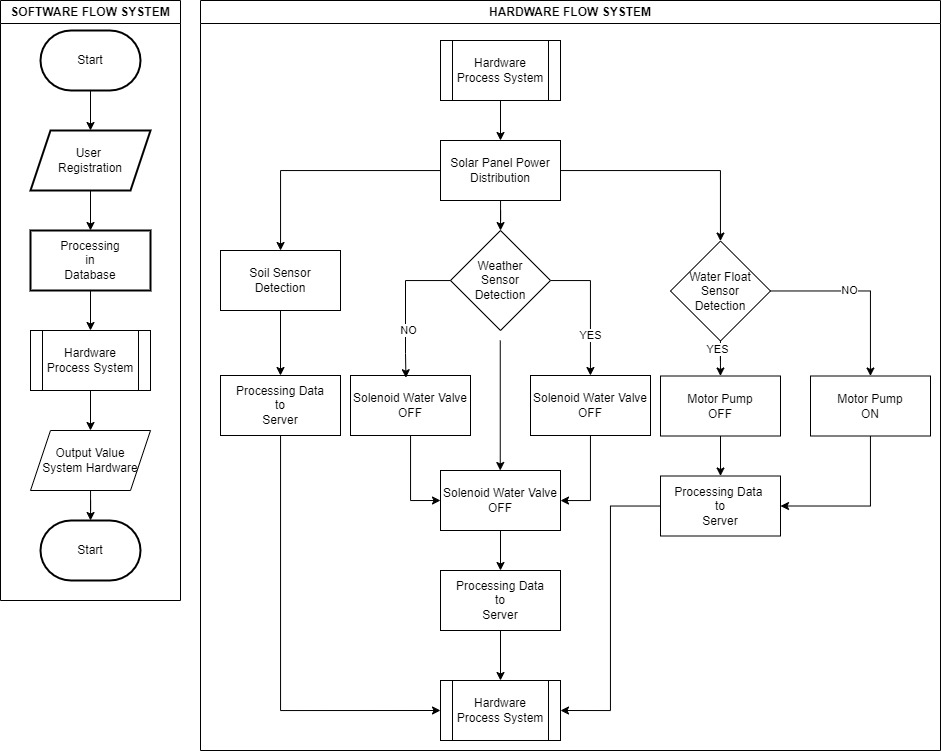 SOFTWARE FLOW SYSTEM
Start
User
Registration
Processing
in
Database
Hardware
Process System
Output Value
System Hardware
Start
HARDWARE FLOW SYSTEM
Hardware
Process System
Solar Panel Power
Distribution
Soil Sensor
Detection
Weather
Sensor
Detection
Water Float
Sensor
Detection
NO
YES
YES
NO
Processing Data
to
Server
Solenoid Water Valve
OFF
Solenoid Water Valve
OFF
Motor Pump
OFF
Motor Pump
ON
Solenoid Water Valve
OFF
Processing Data
to
Server
Processing Data
to
Server
Hardware
Process System